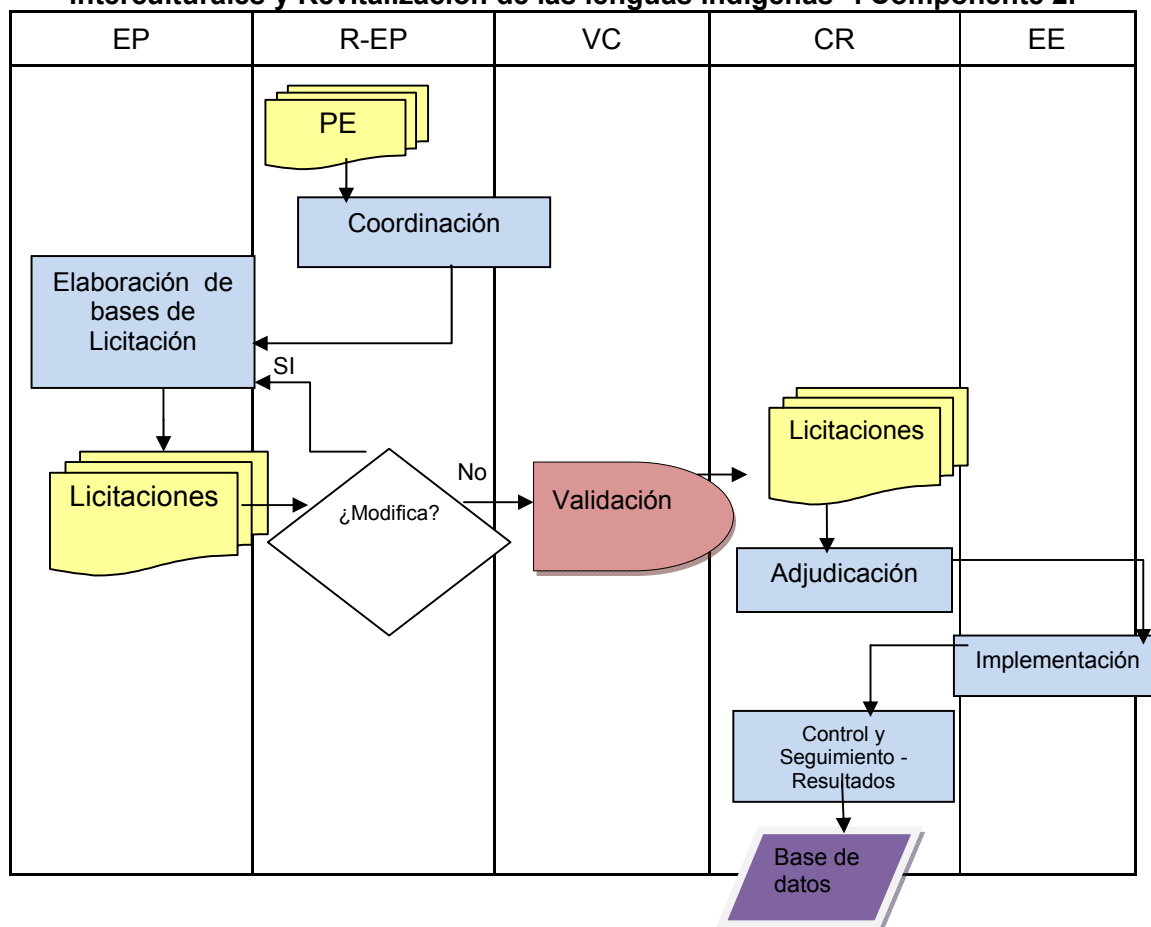 Interculturales y Revitalización de las lenguas indígenas". Componente 2.
EP
R-EP
VC
CR
EE
PE
Coordinación
Elaboración de
bases de
Licitación
SI
Licitaciones
¿Modifica?
No
Validación
Licitaciones
Adjudicación
Implementación
Control y
Seguimiento -
Resultados
Base de
datos